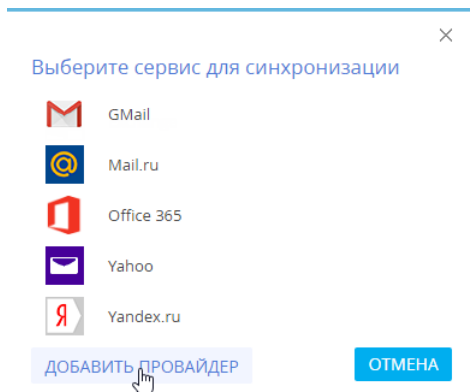 Выберите сервис для синхронизации
GMail
Mail.ru
Office 365
Yahoo
Yandex.ru
ДОБАВИТЬ ПРОВАЙДЕР
ОТМЕНА